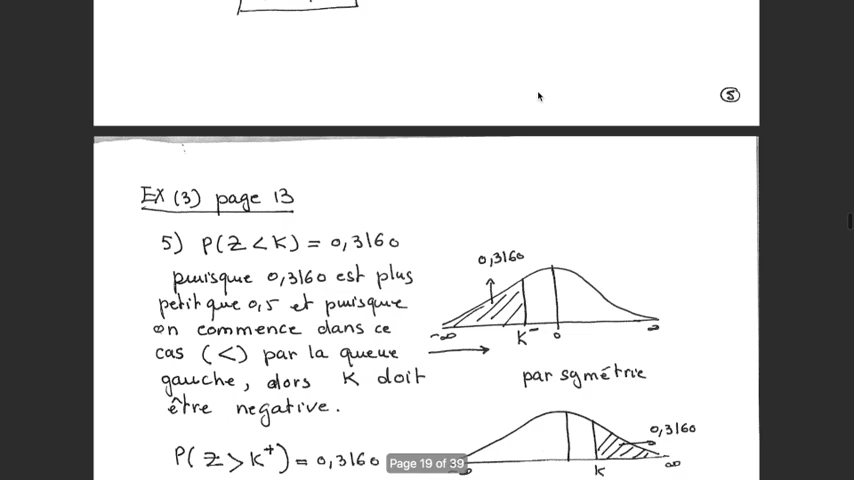 5
Ex (3) page 13
5) P(Z < K) = 0,3160
puisque 0,3160 est plus
petit que 0,5 et puisque
on commence dans ce
cas (<) par la queue
gauche, alors K doit
être negative.
0,3160
-∞ K⁻ 0 ∞
par symétrie
P(Z > K⁺) = 0,3160
0,3160
-∞ K ∞
Page 19 of 39